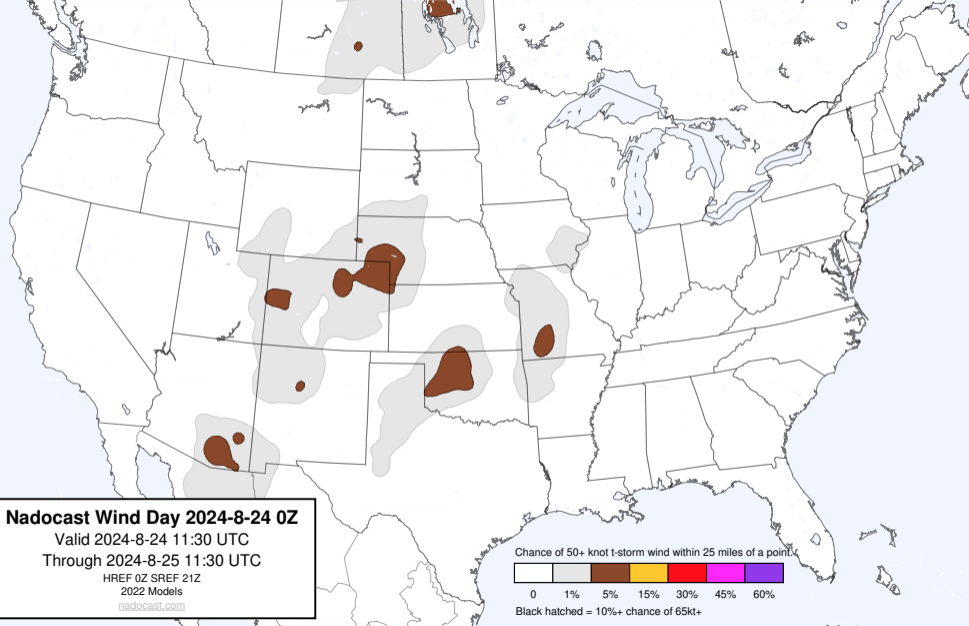 Nadocast Wind Day 2024-8-24 0Z
Valid 2024-8-24 11:30 UTC
Through 2024-8-25 11:30 UTC
HREF 0Z SREF 21Z
2022 Models
nadocast.com
Chance of 50+ knot t-storm wind within 25 miles of a point.
0 1% 5% 15% 30% 45% 60%
Black hatched = 10%+ chance of 65kt+